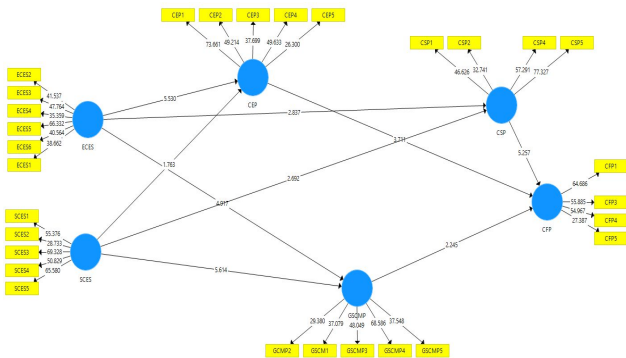 CEP1 CEP2 CEP3 CEP4 CEP5
73.661 49.214 37.699 49.633 26.300
CEP
CSP1 CSP2 CSP4 CSP5
46.626 32.741 57.291 77.327
CSP
ECES2
ECES3
ECES4
ECES5
ECES6
ECES1
41.537
47.764
35.359
66.332
40.564
38.662
ECES
5.530
2.837
1.763
3.711
5.257
2.692
4.917
CFP1
CFP3
CFP4
CFP5
64.686
55.885
54.967
27.387
CFP
SCES1
SCES2
SCES3
SCES4
SCES5
55.376
28.733
69.328
50.829
65.580
SCES
5.614
2.245
GSCMP
29.380 37.079 48.049 68.586 37.548
GCMP2 GSCM1 GSCMP3 GSCMP4 GSCMP5